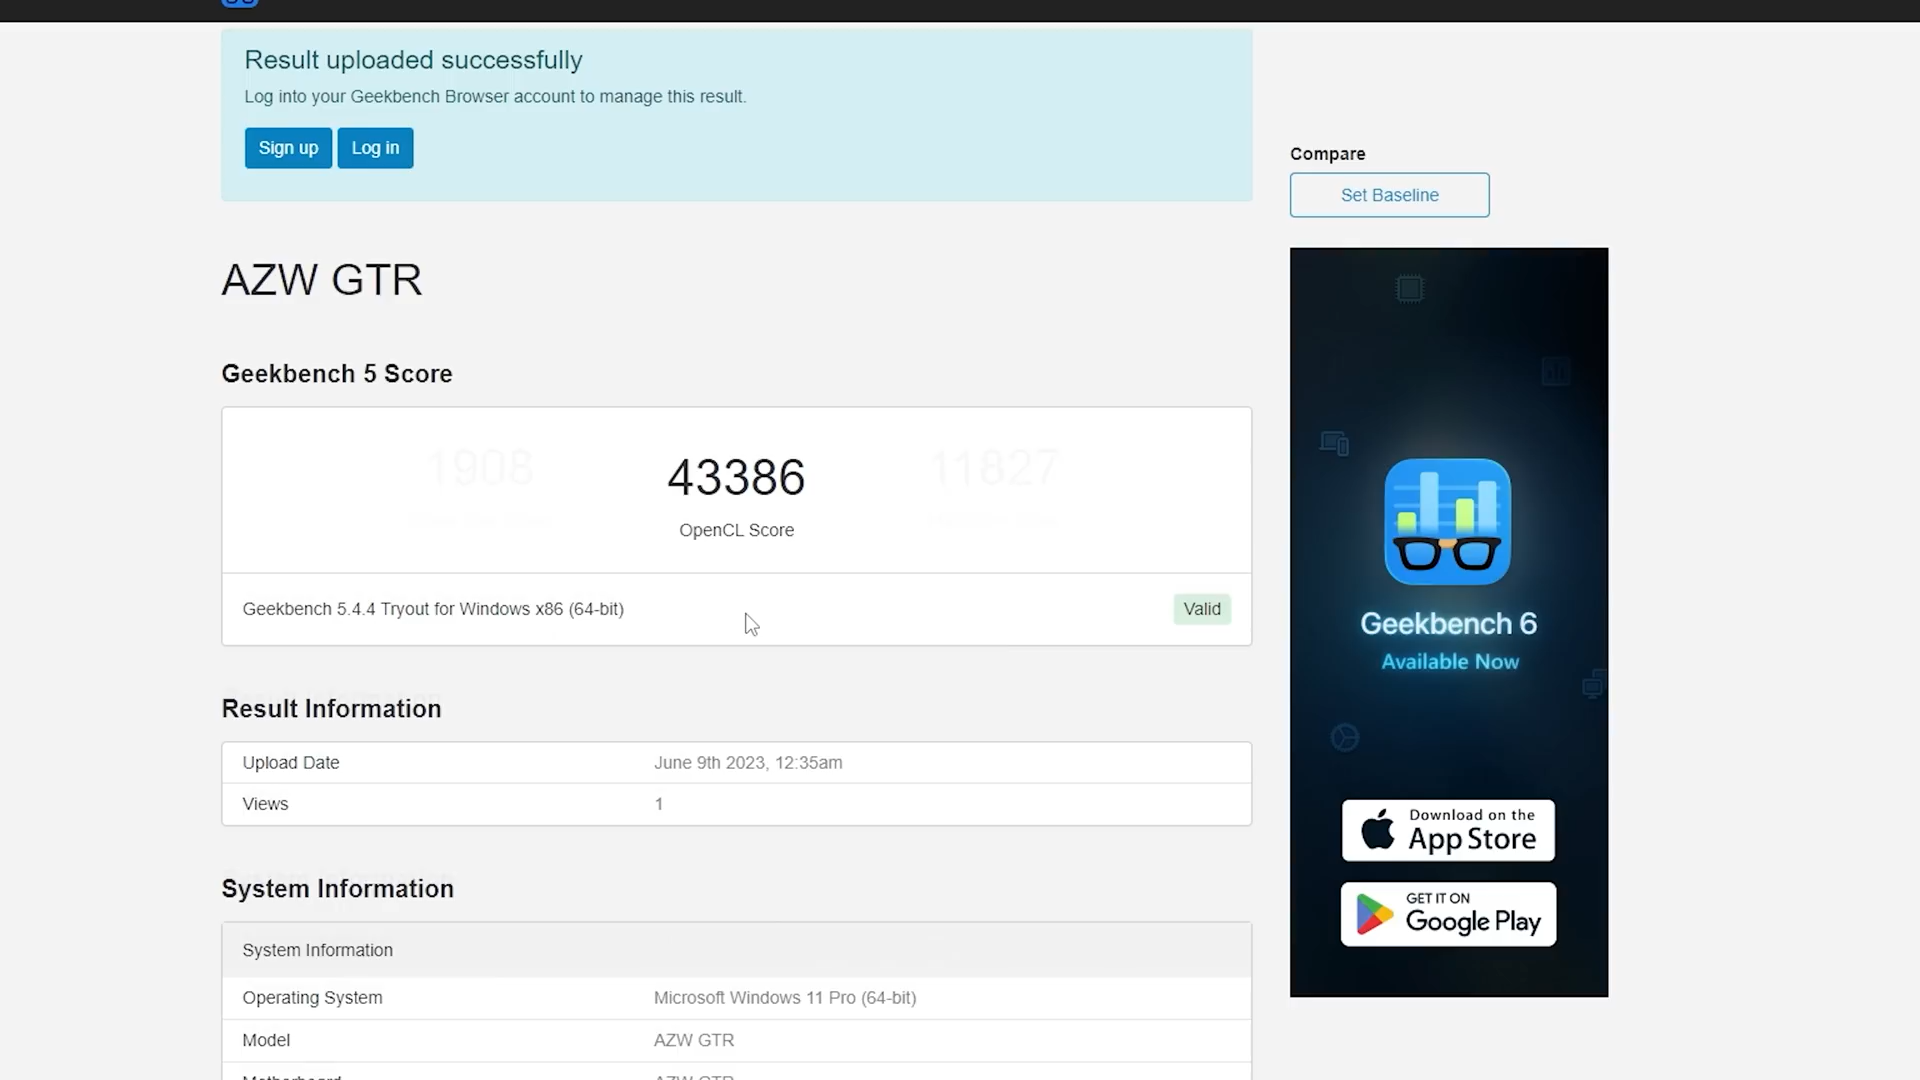 Result uploaded successfully
Log into your Geekbench Browser account to manage this result.
Sign up Log in
Compare
Set Baseline
AZW GTR
Geekbench 5 Score
1908 43386 11827
OpenCL Score
Geekbench 5.4.4 Tryout for Windows x86 (64-bit) Valid
Result Information
Upload Date June 9th 2023, 12:35am
Views 1
System Information
System Information
Operating System Microsoft Windows 11 Pro (64-bit)
Model AZW GTR
Geekbench 6
Available Now
Download on the
App Store
GET IT ON
Google Play